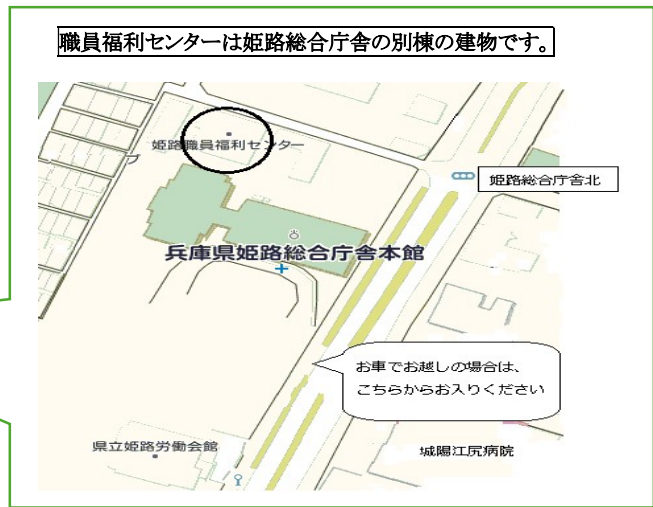 職員福利センターは姫路総合庁舎の別棟の建物です。
姫路職員福利センター
姫路総合庁舎北
兵庫県姫路総合庁舎本館
お車でお越しの場合は、
こちらからお入りください
県立姫路労働会館
城陽江尻病院